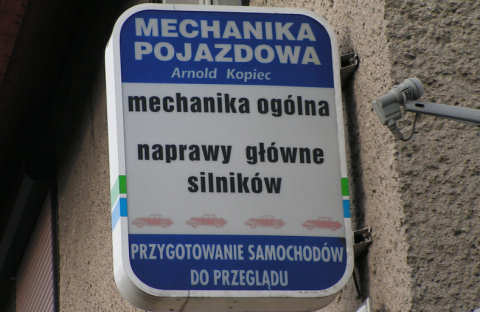 MECHANIKA
POJAZDOWA
Arnold Kopiec
mechanika ogólna
naprawy główne
silników
PRZYGOTOWANIE SAMOCHODÓW
DO PRZEGLĄDU